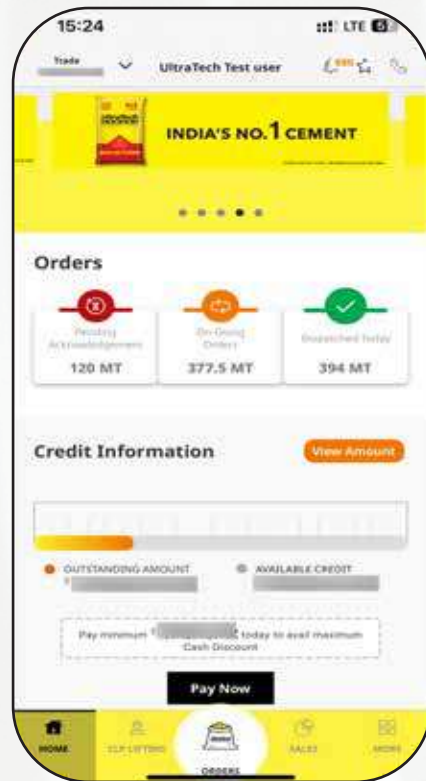 15:24
LTE
Trade
UltraTech Test user
UltraTech
INDIA'S NO.1 CEMENT
Orders
Pending
Acknowledgement
120 MT
On-Going
Orders
377.5 MT
Dispatched Today
394 MT
Credit Information
View Amount
OUTSTANDING AMOUNT
AVAILABLE CREDIT
Pay minimum
today to avail maximum
Cash Discount
Pay Now
HOME
CLP LIFTING
ORDERS
SALES
MORE